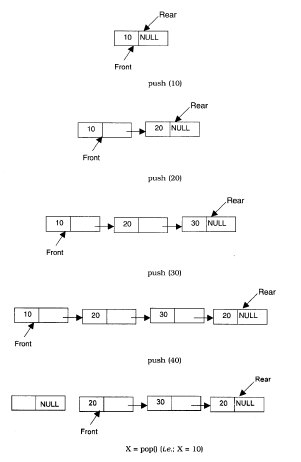 Rear
10 NULL
Front
push (10)
Rear
10 20 NULL
Front
push (20)
Rear
10 20 30 NULL
Front
push (30)
Rear
10 20 30 20 NULL
Front
push (40)
Rear
NULL 20 30 20 NULL
Front
X = pop() (i.e.; X = 10)